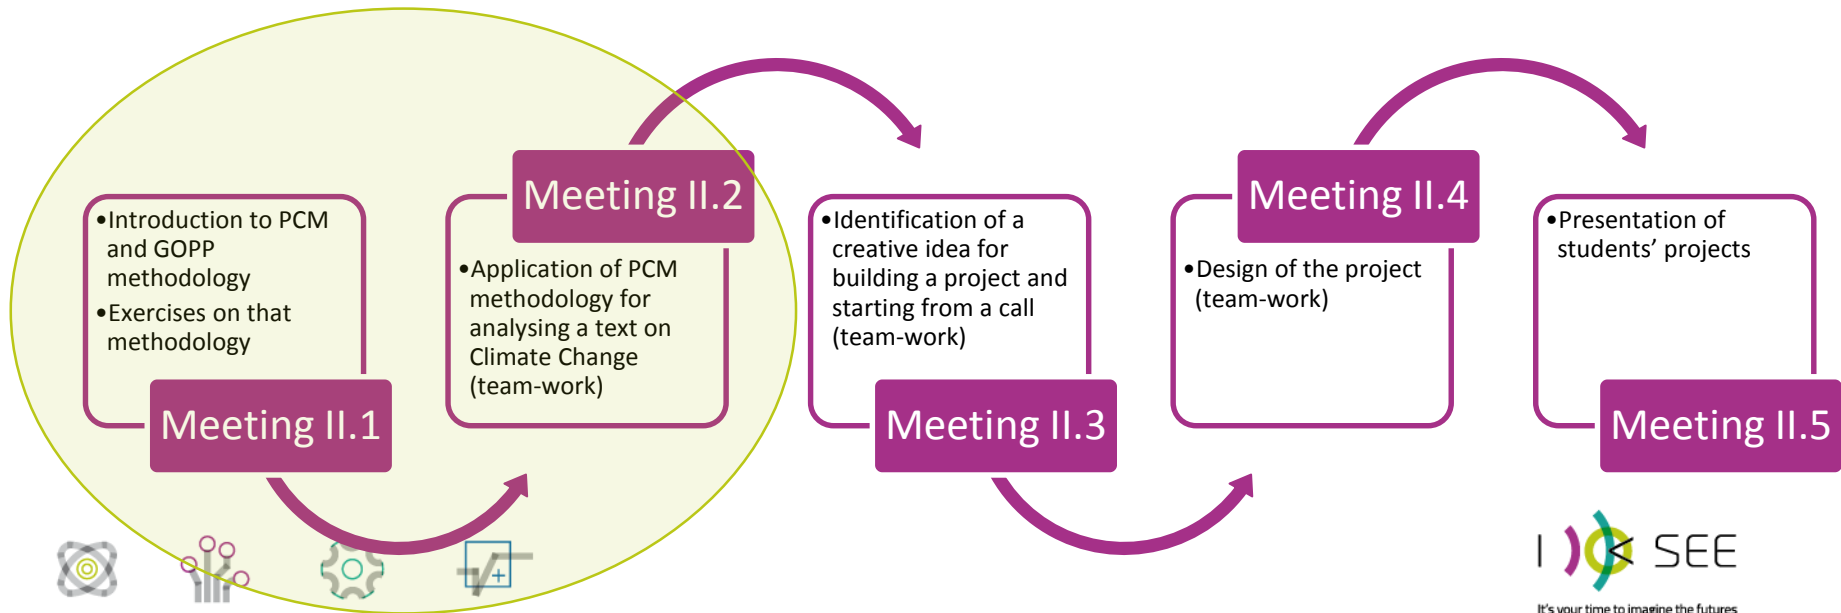 •Introduction to PCM
and GOPP
methodology
•Exercises on that
methodology
Meeting II.1
Meeting II.2
•Application of PCM
methodology for
analysing a text on
Climate Change
(team-work)
•Identification of a
creative idea for
building a project and
starting from a call
(team-work)
Meeting II.3
Meeting II.4
•Design of the project
(team-work)
•Presentation of
students’ projects
Meeting II.5
I SEE
It's your time to imagine the futures